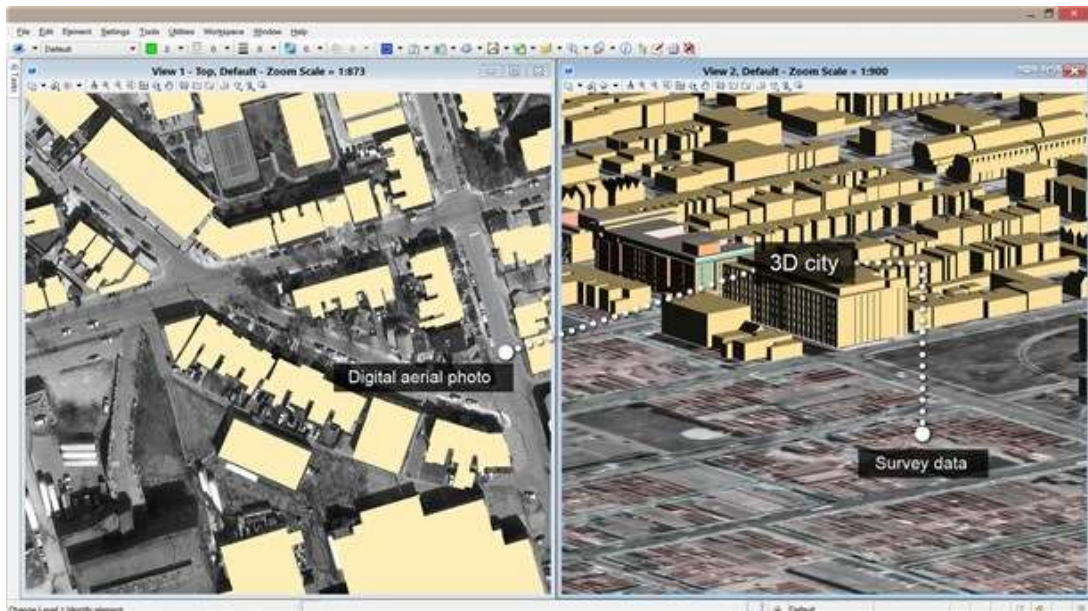 File Edit Element Settings Tools Utilities Workspace Window Help
Default
View 1 - Top, Default - Zoom Scale = 1:873
View 2, Default - Zoom Scale = 1:900
Tasks
3D city
Digital aerial photo
Survey data
Default